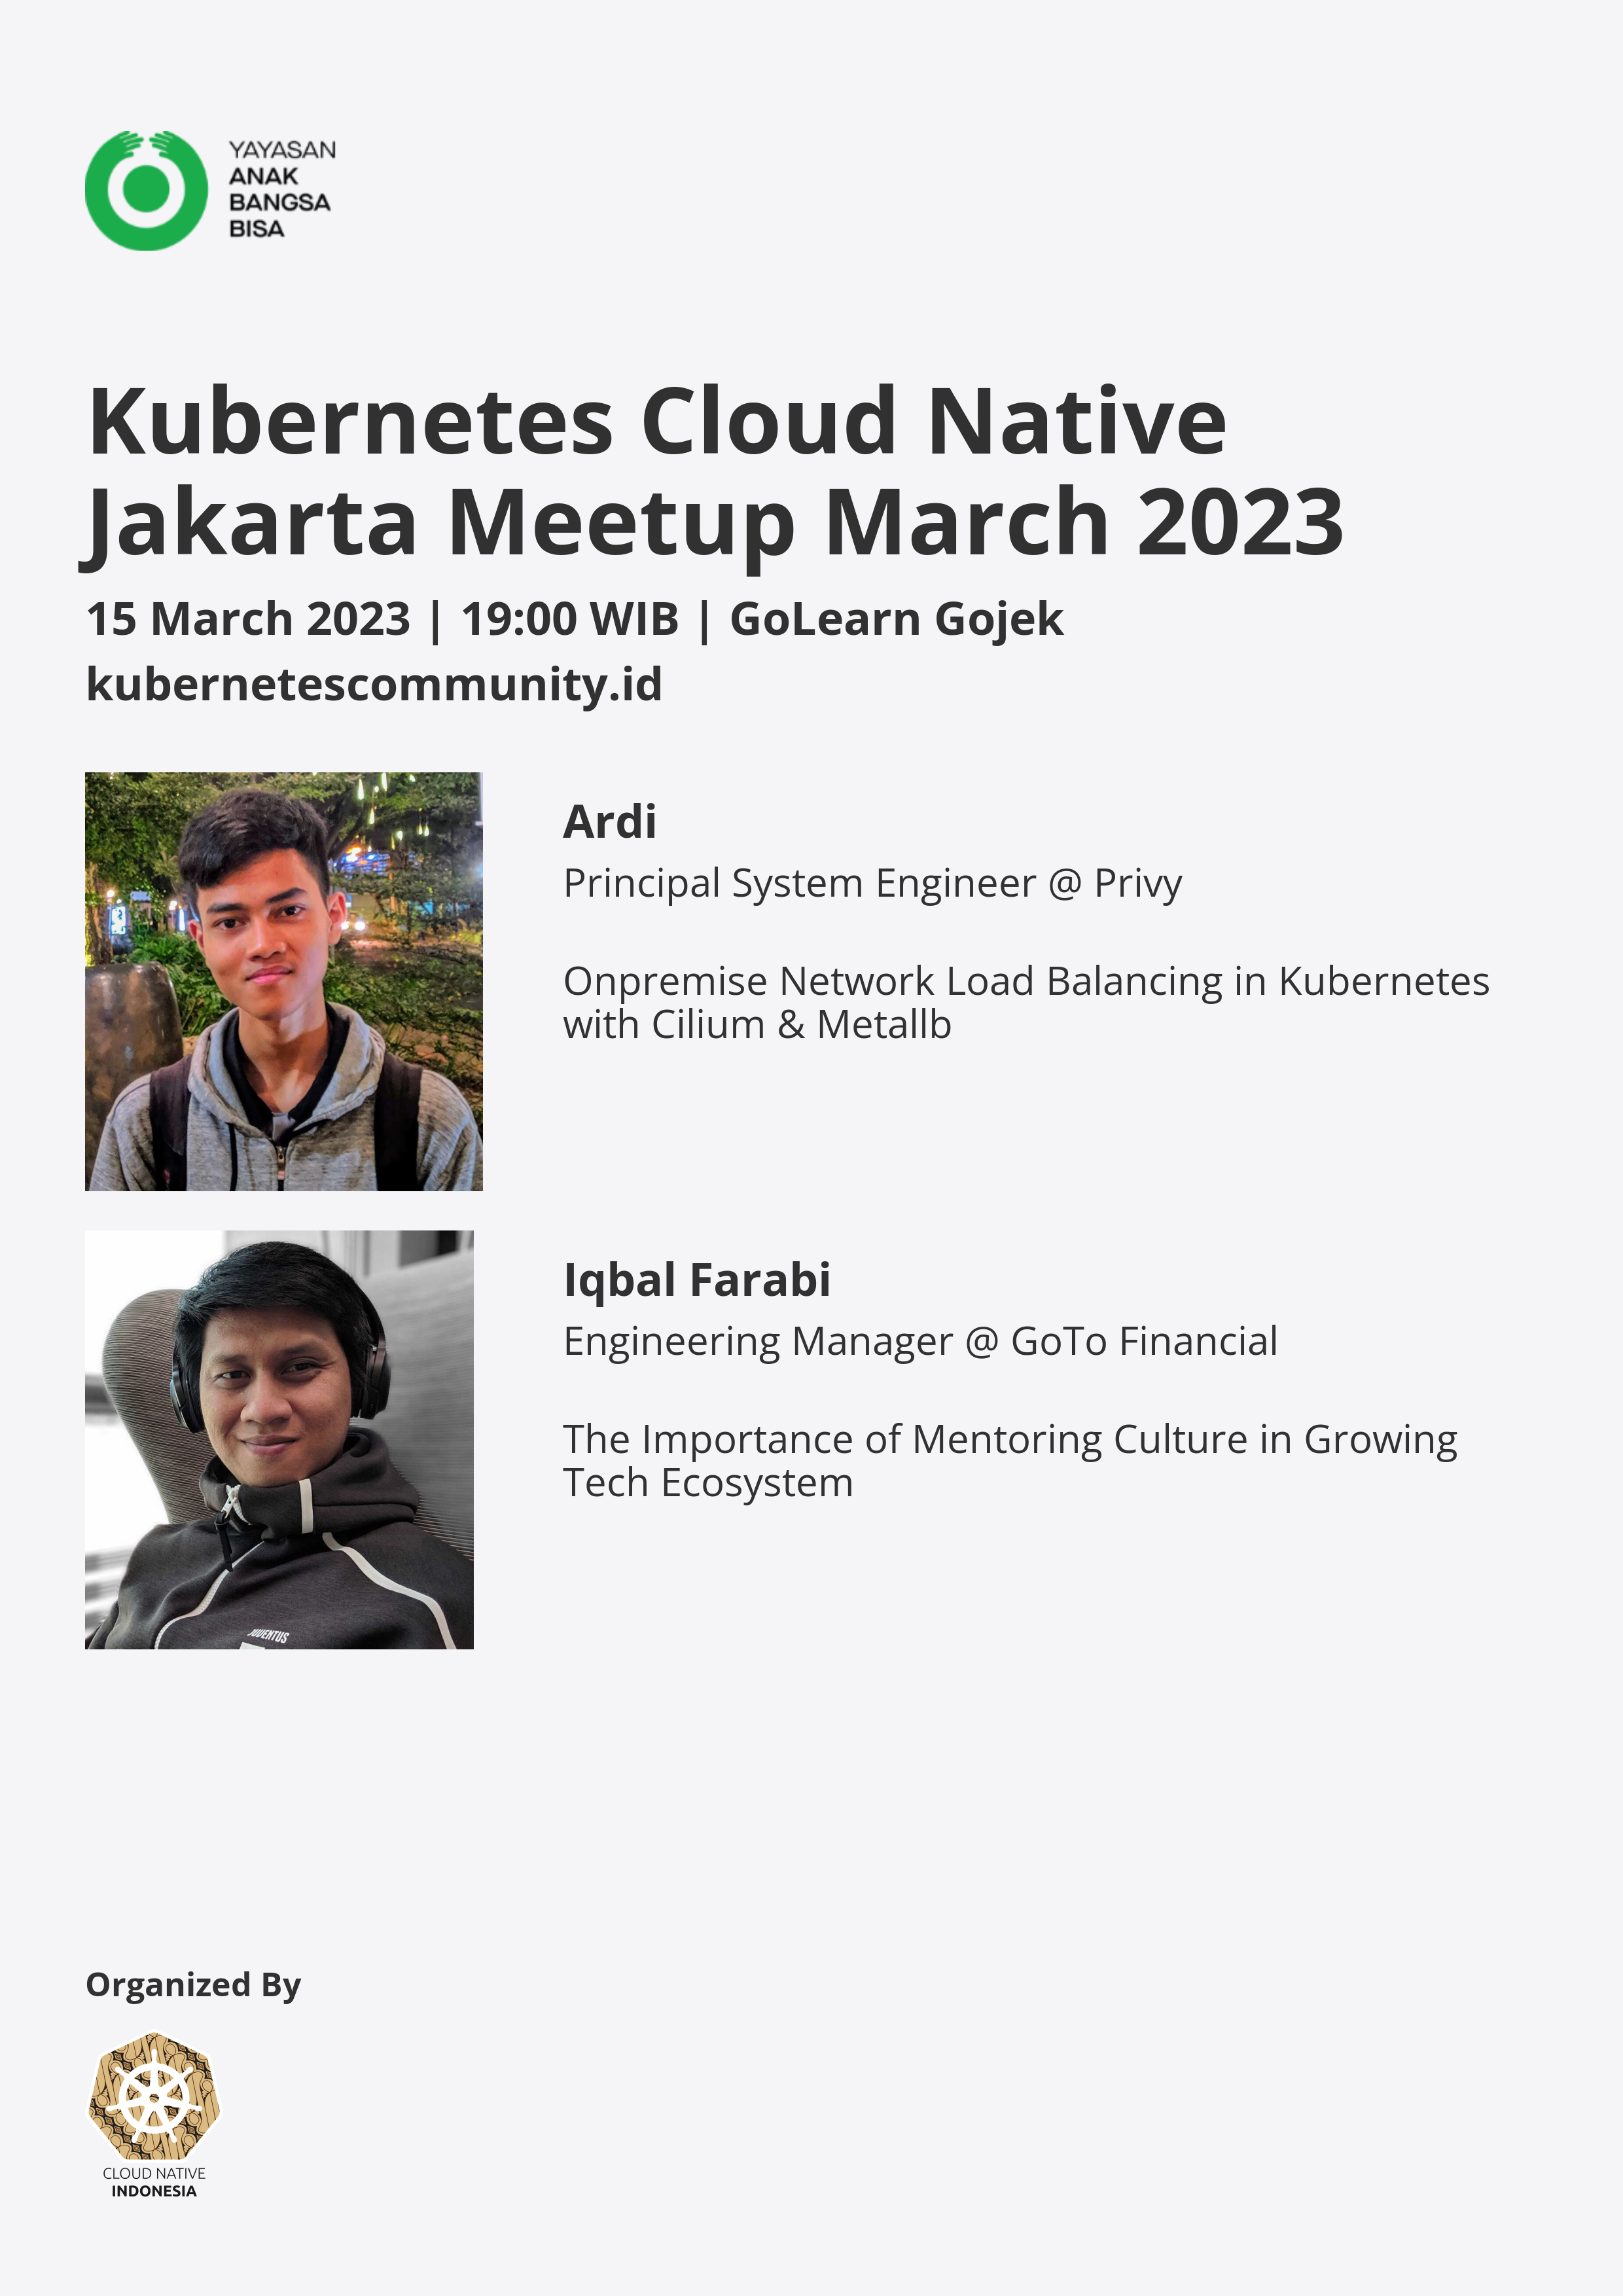 YAYASAN
ANAK
BANGSA
BISA
Kubernetes Cloud Native
Jakarta Meetup March 2023
15 March 2023 | 19:00 WIB | GoLearn Gojek
kubernetescommunity.id
Ardi
Principal System Engineer @ Privy
Onpremise Network Load Balancing in Kubernetes
with Cilium & Metallb
Iqbal Farabi
Engineering Manager @ GoTo Financial
The Importance of Mentoring Culture in Growing
Tech Ecosystem
JUVENTUS
Organized By
CLOUD NATIVE
INDONESIA